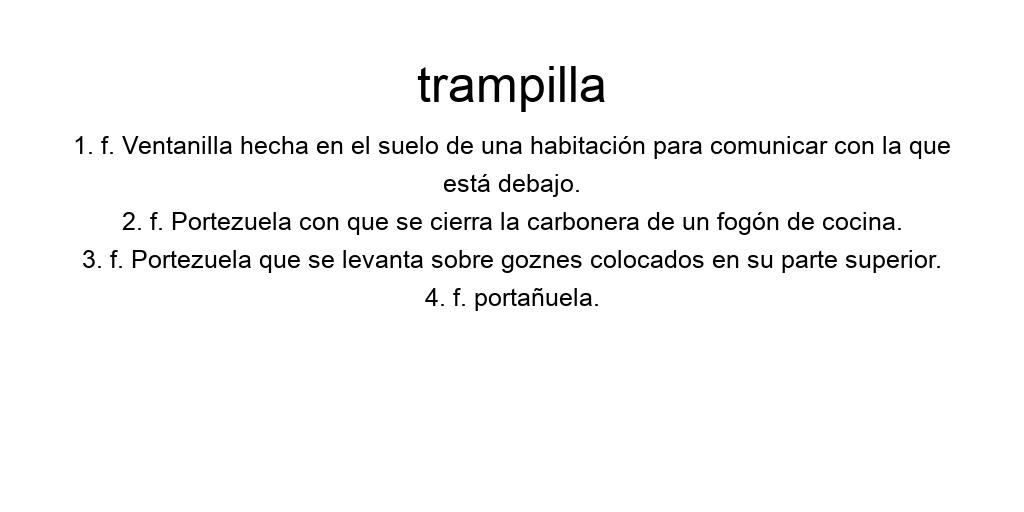 trampilla
1. f. Ventanilla hecha en el suelo de una habitación para comunicar con la que
está debajo.
2. f. Portezuela con que se cierra la carbonera de un fogón de cocina.
3. f. Portezuela que se levanta sobre goznes colocados en su parte superior.
4. f. portañuela.